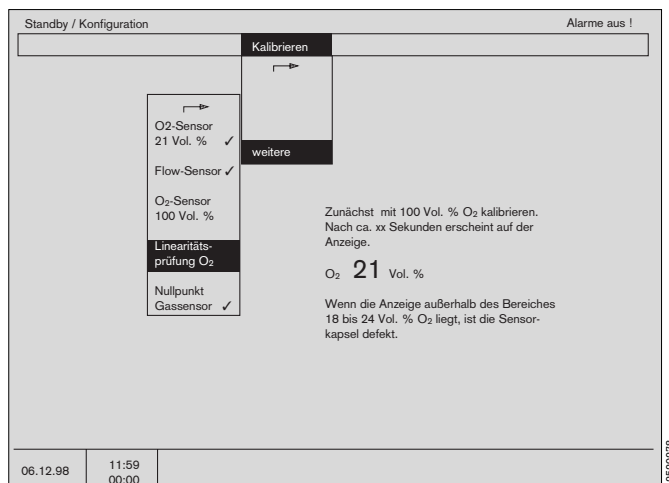 Standby / Konfiguration
Alarme aus !
Kalibrieren
weitere
O2-Sensor
21 Vol. % ✓
Flow-Sensor ✓
O₂-Sensor
100 Vol. %
Linearitäts-
prüfung O₂
Nullpunkt
Gassensor ✓
Zunächst mit 100 Vol. % O₂ kalibrieren.
Nach ca. xx Sekunden erscheint auf der
Anzeige.
O₂ 21 Vol. %
Wenn die Anzeige außerhalb des Bereiches
18 bis 24 Vol. % O₂ liegt, ist die Sensor-
kapsel defekt.
06.12.98
11:59
00:00